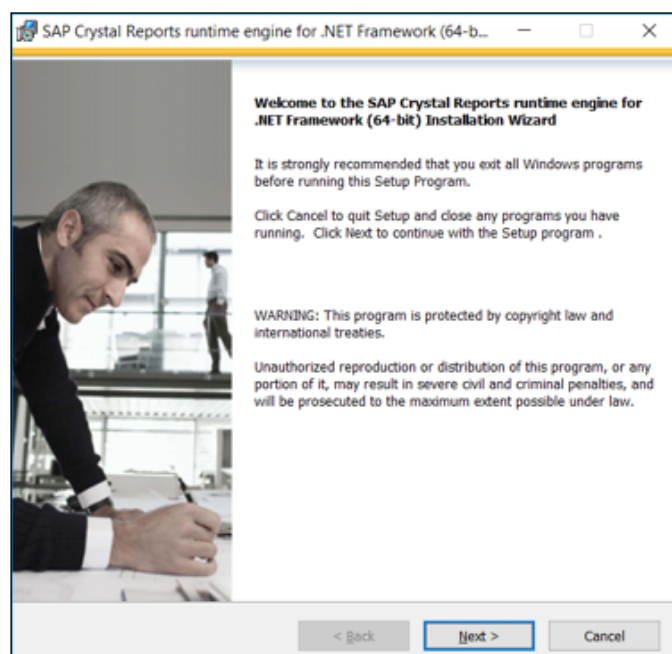 SAP Crystal Reports runtime engine for .NET Framework (64-b...
Welcome to the SAP Crystal Reports runtime engine for
.NET Framework (64-bit) Installation Wizard
It is strongly recommended that you exit all Windows programs
before running this Setup Program.
Click Cancel to quit Setup and close any programs you have
running.  Click Next to continue with the Setup program .
WARNING: This program is protected by copyright law and
international treaties.
Unauthorized reproduction or distribution of this program, or any
portion of it, may result in severe civil and criminal penalties, and
will be prosecuted to the maximum extent possible under law.
< Back
Next >
Cancel